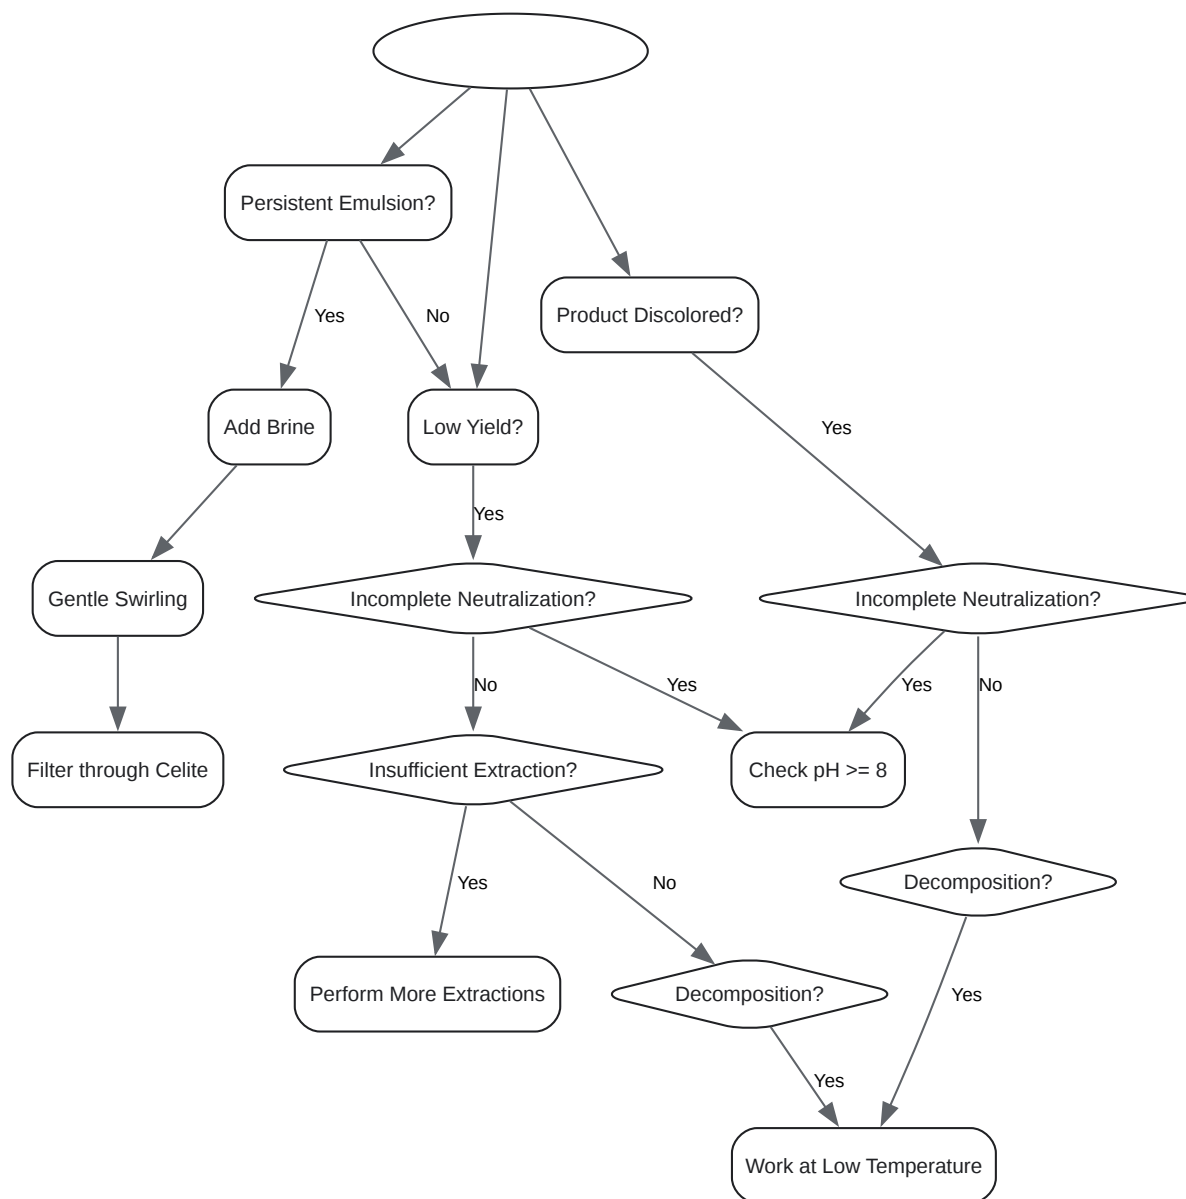 Persistent Emulsion?
Product Discolored?
Yes
No
Yes
Add Brine
Low Yield?
Yes
Gentle Swirling
Incomplete Neutralization?
Incomplete Neutralization?
No
Yes
Yes
No
Filter through Celite
Insufficient Extraction?
Check pH >= 8
Yes
No
Decomposition?
Perform More Extractions
Decomposition?
Yes
Yes
Work at Low Temperature